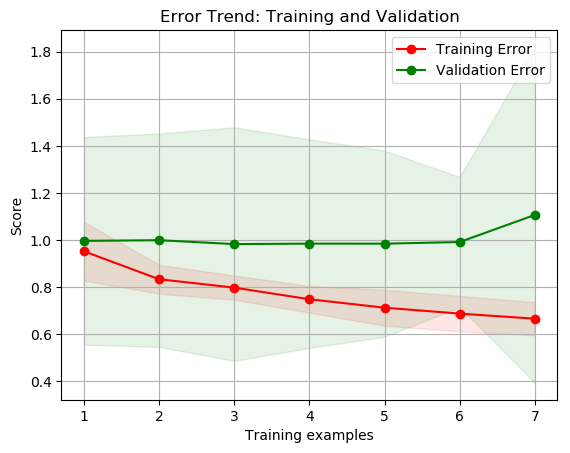 Error Trend: Training and Validation
Training Error
Validation Error
Score
1.8
1.6
1.4
1.2
1.0
0.8
0.6
0.4
1 2 3 4 5 6 7
Training examples